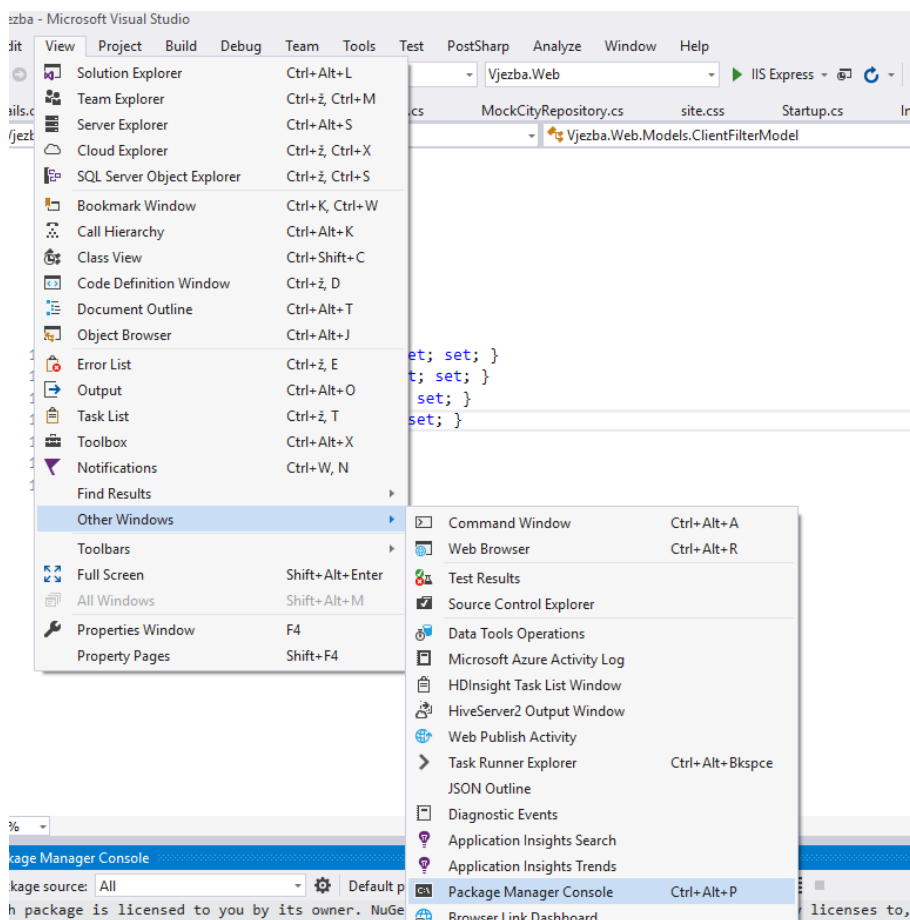 ezba - Microsoft Visual Studio
dit View Project Build Debug Team Tools Test PostSharp Analyze Window Help
Vjezba.Web IIS Express
ails.c .cs MockCityRepository.cs site.css Startup.cs In
Vjezba.Web.Models.ClientFilterModel
Solution Explorer Ctrl+Alt+L
Team Explorer Ctrl+ž, Ctrl+M
Server Explorer Ctrl+Alt+S
Cloud Explorer Ctrl+ž, Ctrl+X
SQL Server Object Explorer Ctrl+ž, Ctrl+S
Bookmark Window Ctrl+K, Ctrl+W
Call Hierarchy Ctrl+Alt+K
Class View Ctrl+Shift+C
Code Definition Window Ctrl+ž, D
Document Outline Ctrl+Alt+T
Object Browser Ctrl+Alt+J
Error List Ctrl+ž, E
Output Ctrl+Alt+O
Task List Ctrl+ž, T
Toolbox Ctrl+Alt+X
Notifications Ctrl+W, N
Find Results
Other Windows
Toolbars
Full Screen Shift+Alt+Enter
All Windows Shift+Alt+M
Properties Window F4
Property Pages Shift+F4
et; set; }
t; set; }
set; }
set; }
Command Window Ctrl+Alt+A
Web Browser Ctrl+Alt+R
Test Results
Source Control Explorer
Data Tools Operations
Microsoft Azure Activity Log
HDInsight Task List Window
HiveServer2 Output Window
Web Publish Activity
Task Runner Explorer Ctrl+Alt+Bkspce
JSON Outline
Diagnostic Events
Application Insights Search
Application Insights Trends
Package Manager Console Ctrl+Alt+P
Browser Link Dashboard
%
kage Manager Console
kage source: All Default p
h package is licensed to you by its owner. NuGe licenses to,